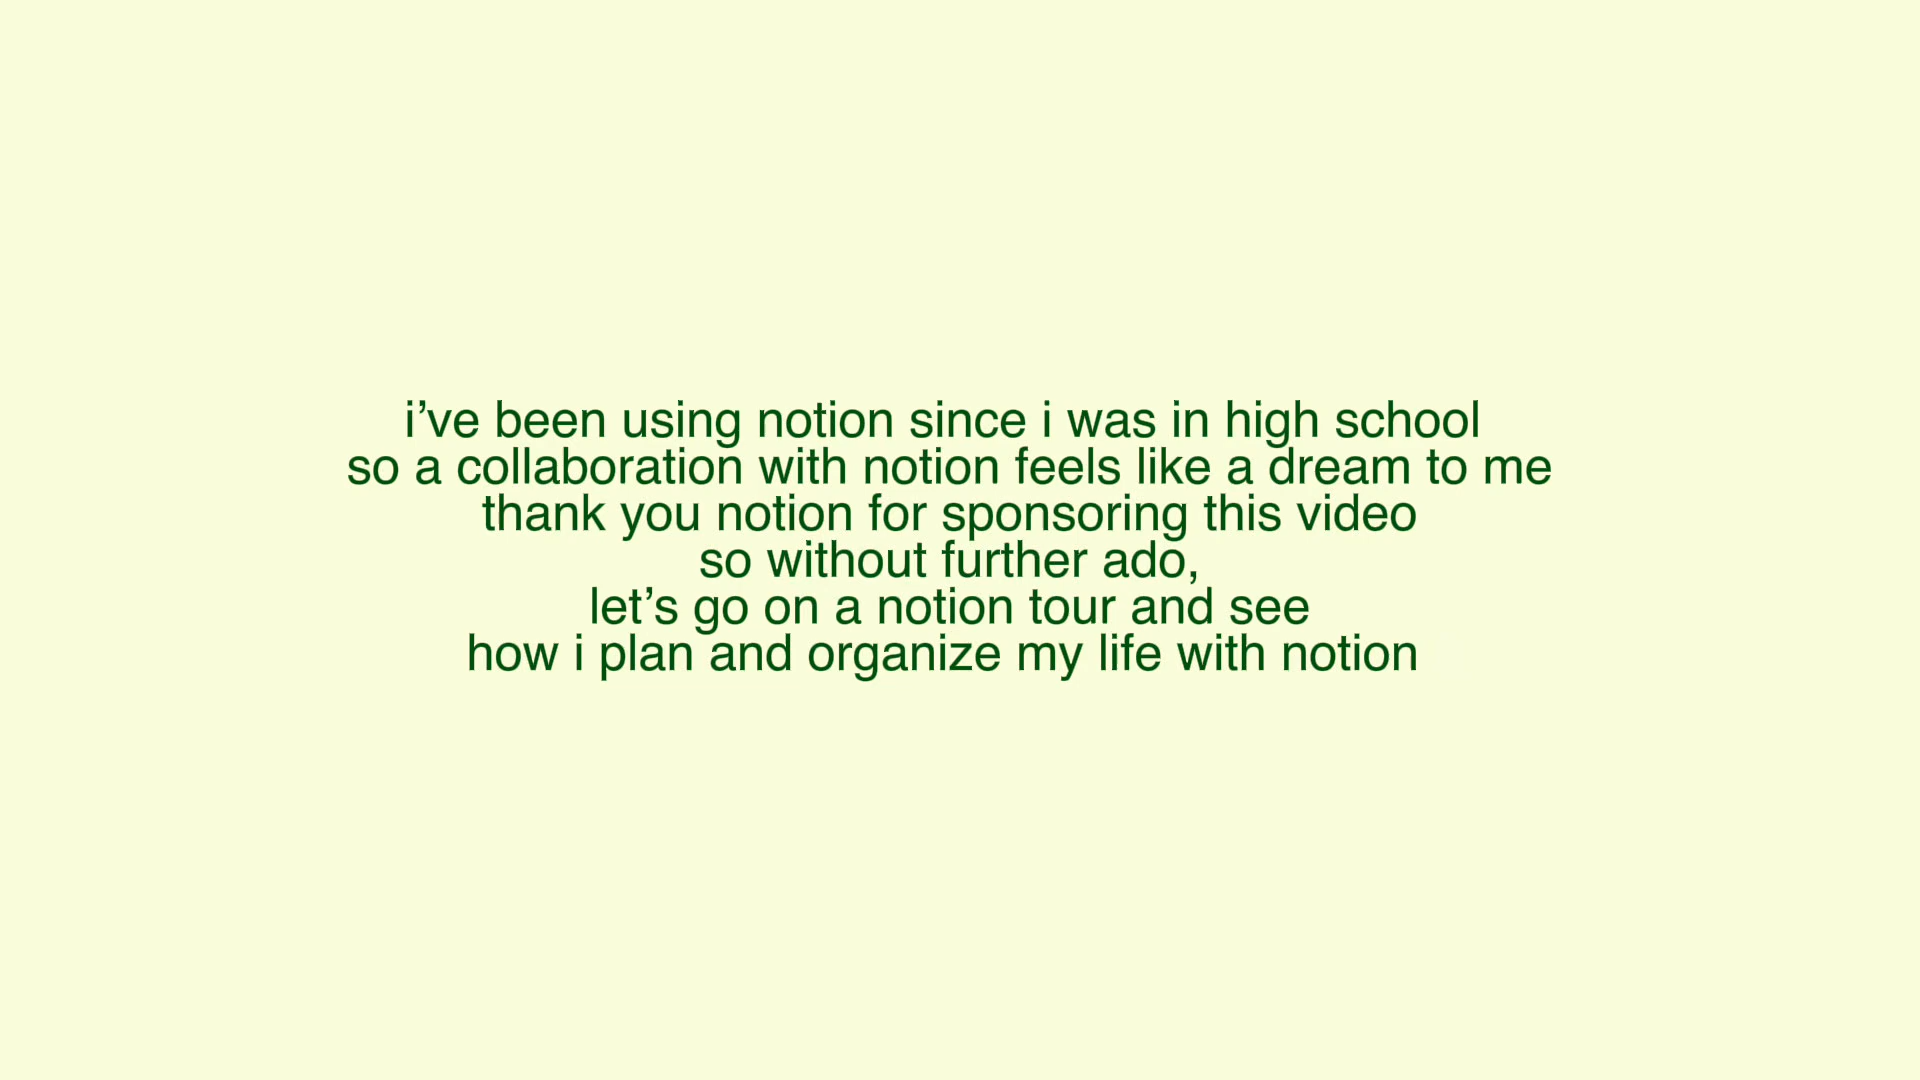 i’ve been using notion since i was in high school
so a collaboration with notion feels like a dream to me
thank you notion for sponsoring this video
so without further ado,
let’s go on a notion tour and see
how i plan and organize my life with notion